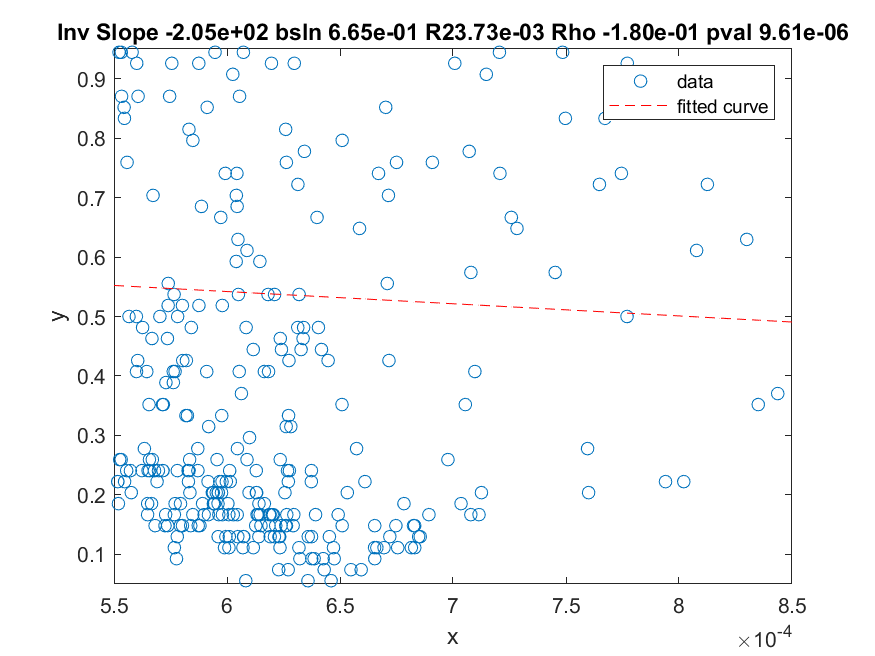 Inv Slope -2.05e+02 bsln 6.65e-01 R23.73e-03 Rho -1.80e-01 pval 9.61e-06
data
fitted curve
0.9
0.8
0.7
0.6
0.5
0.4
0.3
0.2
0.1
y
5.5 6 6.5 7 7.5 8 8.5
x
×10⁻⁴